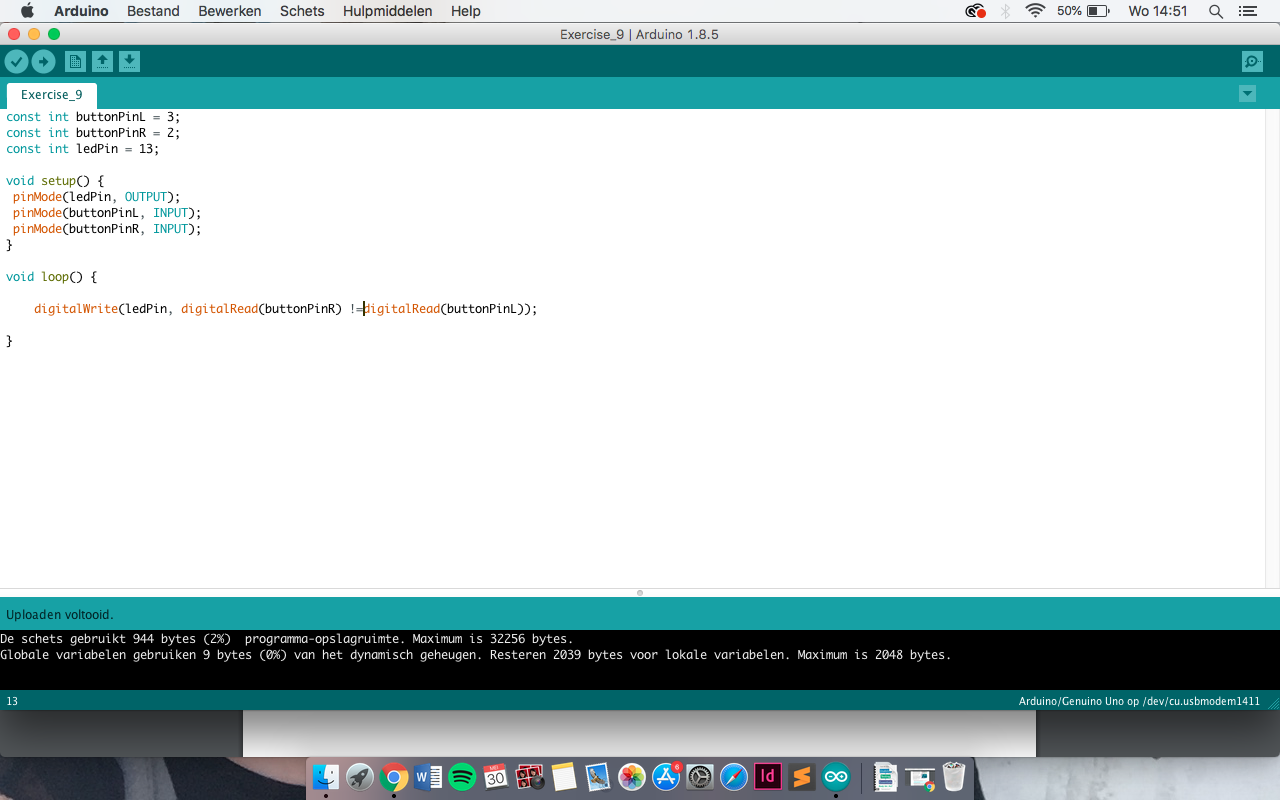 Arduino Bestand Bewerken Schets Hulpmiddelen Help 50% Wo 14:51
Exercise_9 | Arduino 1.8.5
Exercise_9
const int buttonPinL = 3;
const int buttonPinR = 2;
const int ledPin = 13;
void setup() {
pinMode(ledPin, OUTPUT);
pinMode(buttonPinL, INPUT);
pinMode(buttonPinR, INPUT);
}
void loop() {
digitalWrite(ledPin, digitalRead(buttonPinR) !=digitalRead(buttonPinL));
}
Uploaden voltooid.
De schets gebruikt 944 bytes (2%)  programma-opslagruimte. Maximum is 32256 bytes.
Globale variabelen gebruiken 9 bytes (0%) van het dynamisch geheugen. Resteren 2039 bytes voor lokale variabelen. Maximum is 2048 bytes.
13 Arduino/Genuino Uno op /dev/cu.usbmodem1411
MEI
30
6
Id